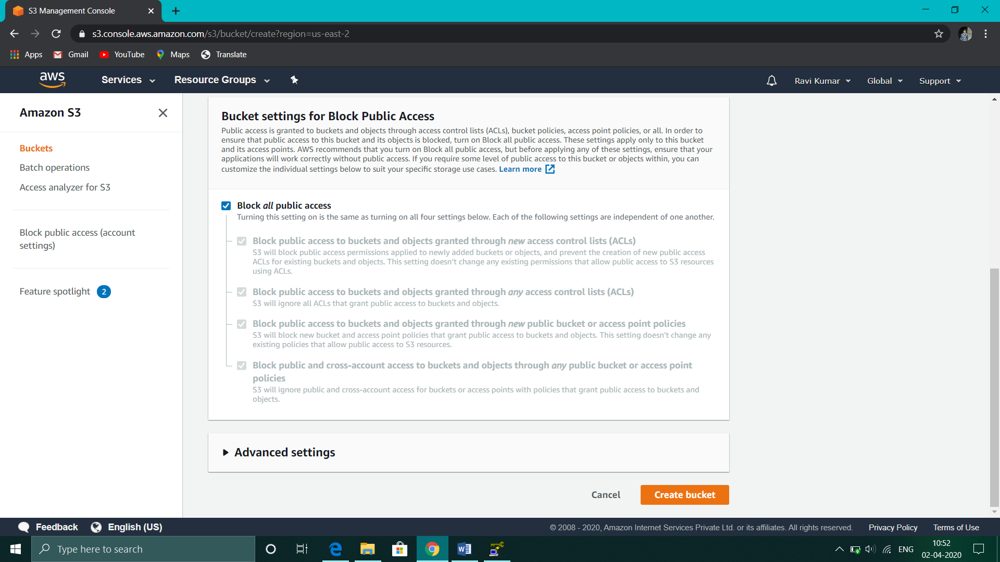 S3 Management Console
s3.console.aws.amazon.com/s3/bucket/create?region=us-east-2
Apps Gmail YouTube Maps Translate
aws Services Resource Groups Ravi Kumar Global Support
Amazon S3
Buckets
Batch operations
Access analyzer for S3
Block public access (account
settings)
Feature spotlight 2
Bucket settings for Block Public Access
Public access is granted to buckets and objects through access control lists (ACLs), bucket policies, access point policies, or all. In order to
ensure that public access to this bucket and its objects is blocked, turn on Block all public access. These settings apply only to this bucket
and its access points. AWS recommends that you turn on Block all public access, but before applying any of these settings, ensure that your
applications will work correctly without public access. If you require some level of public access to this bucket or objects within, you can
customize the individual settings below to suit your specific storage use cases. Learn more
Block all public access
Turning this setting on is the same as turning on all four settings below. Each of the following settings are independent of one another.
Block public access to buckets and objects granted through new access control lists (ACLs)
S3 will block public access permissions applied to newly added buckets or objects, and prevent the creation of new public access
ACLs for existing buckets and objects. This setting doesn't change any existing permissions that allow public access to S3 resources
using ACLs.
Block public access to buckets and objects granted through any access control lists (ACLs)
S3 will ignore all ACLs that grant public access to buckets and objects.
Block public access to buckets and objects granted through new public bucket or access point policies
S3 will block new bucket and access point policies that grant public access to buckets and objects. This setting doesn't change any
existing policies that allow public access to S3 resources.
Block public and cross-account access to buckets and objects through any public bucket or access point
policies
S3 will ignore public and cross-account access for buckets or access points with policies that grant public access to buckets and
objects.
Advanced settings
Cancel Create bucket
Feedback English (US) © 2008 - 2020, Amazon Internet Services Private Ltd. or its affiliates. All rights reserved. Privacy Policy Terms of Use
Type here to search ENG 10:52
02-04-2020